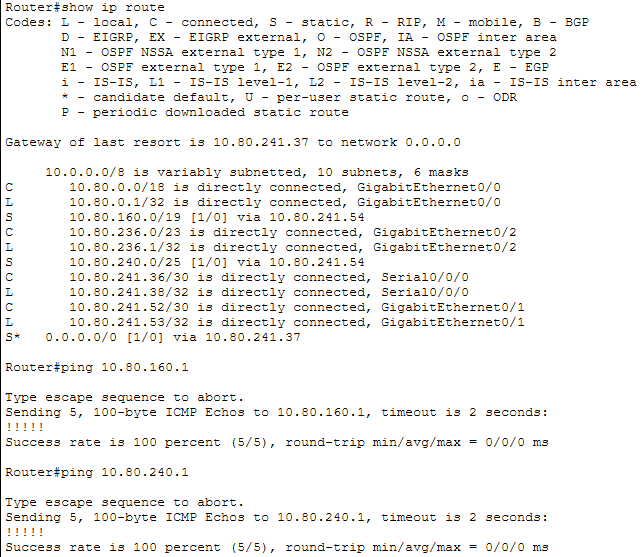 Router#show ip route
Codes: L - local, C - connected, S - static, R - RIP, M - mobile, B - BGP
       D - EIGRP, EX - EIGRP external, O - OSPF, IA - OSPF inter area
       N1 - OSPF NSSA external type 1, N2 - OSPF NSSA external type 2
       E1 - OSPF external type 1, E2 - OSPF external type 2, E - EGP
       i - IS-IS, L1 - IS-IS level-1, L2 - IS-IS level-2, ia - IS-IS inter area
       * - candidate default, U - per-user static route, o - ODR
       P - periodic downloaded static route

Gateway of last resort is 10.80.241.37 to network 0.0.0.0

     10.0.0.0/8 is variably subnetted, 10 subnets, 6 masks
C       10.80.0.0/18 is directly connected, GigabitEthernet0/0
L       10.80.0.1/32 is directly connected, GigabitEthernet0/0
S       10.80.160.0/19 [1/0] via 10.80.241.54
C       10.80.236.0/23 is directly connected, GigabitEthernet0/2
L       10.80.236.1/32 is directly connected, GigabitEthernet0/2
S       10.80.240.0/25 [1/0] via 10.80.241.54
C       10.80.241.36/30 is directly connected, Serial0/0/0
L       10.80.241.38/32 is directly connected, Serial0/0/0
C       10.80.241.52/30 is directly connected, GigabitEthernet0/1
L       10.80.241.53/32 is directly connected, GigabitEthernet0/1
S*   0.0.0.0/0 [1/0] via 10.80.241.37

Router#ping 10.80.160.1

Type escape sequence to abort.
Sending 5, 100-byte ICMP Echos to 10.80.160.1, timeout is 2 seconds:
!!!!!
Success rate is 100 percent (5/5), round-trip min/avg/max = 0/0/0 ms

Router#ping 10.80.240.1

Type escape sequence to abort.
Sending 5, 100-byte ICMP Echos to 10.80.240.1, timeout is 2 seconds:
!!!!!
Success rate is 100 percent (5/5), round-trip min/avg/max = 0/0/0 ms